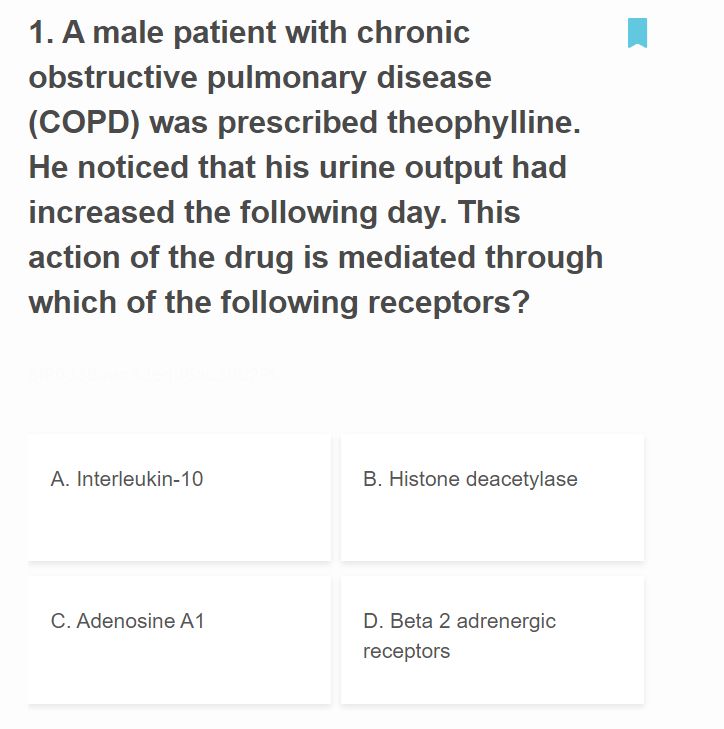 1. A male patient with chronic
obstructive pulmonary disease
(COPD) was prescribed theophylline.
He noticed that his urine output had
increased the following day. This
action of the drug is mediated through
which of the following receptors?
A. Interleukin-10
B. Histone deacetylase
C. Adenosine A1
D. Beta 2 adrenergic
receptors